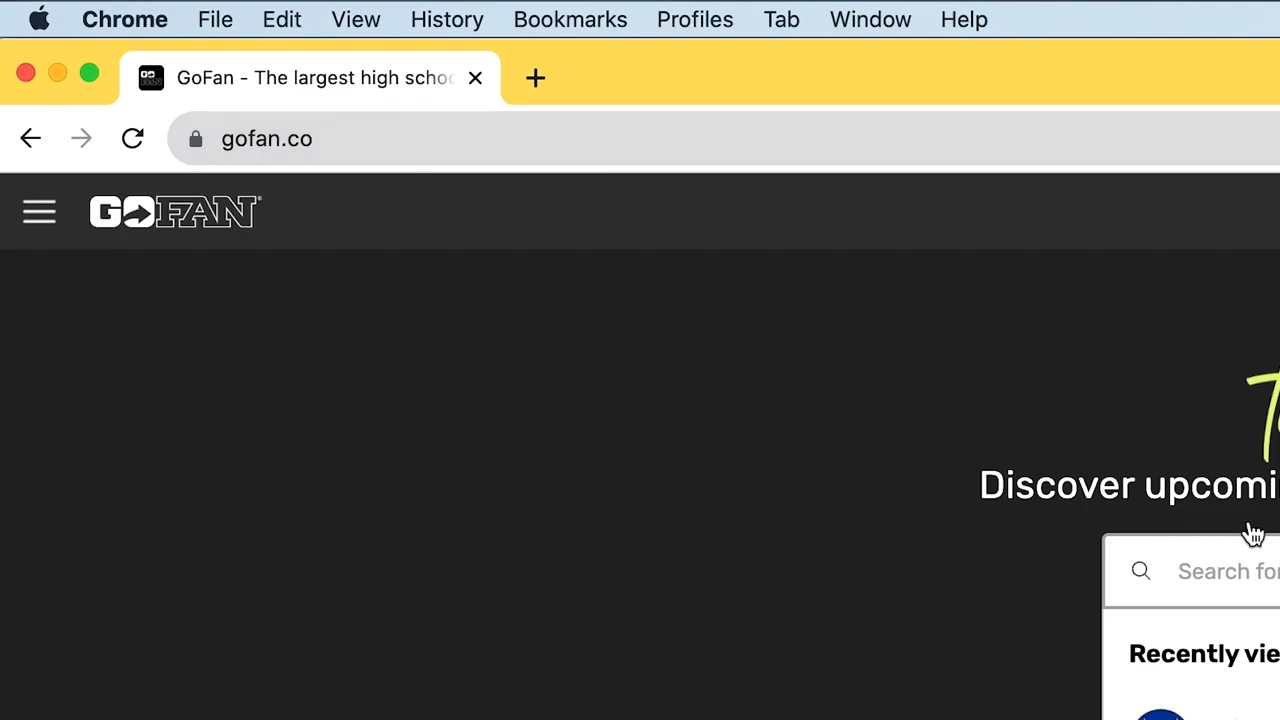 Chrome File Edit View History Bookmarks Profiles Tab Window Help
GoFan - The largest high schoo
gofan.co
GOFAN
Discover upcomi
Search for
Recently vie